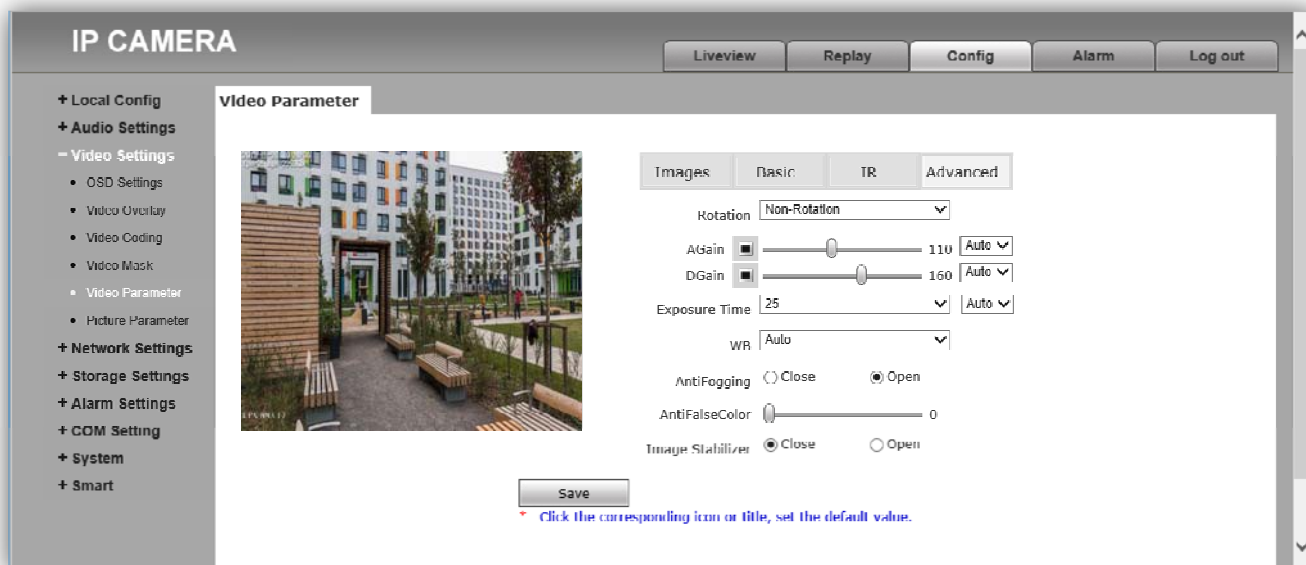 IP CAMERA
Liveview Replay Config Alarm Log out
+ Local Config
+ Audio Settings
− Video Settings
• OSD Settings
• Video Overlay
• Video Coding
• Video Mask
• Video Parameter
• Picture Parameter
+ Network Settings
+ Storage Settings
+ Alarm Settings
+ COM Setting
+ System
+ Smart
Video Parameter
Images Basic IR Advanced
Rotation Non-Rotation
AGain 110 Auto
DGain 160 Auto
Exposure Time 25 Auto
WB Auto
AntiFogging Close Open
AntiFalseColor 0
Image Stabilizer Close Open
Save
* Click the corresponding icon or title, set the default value.